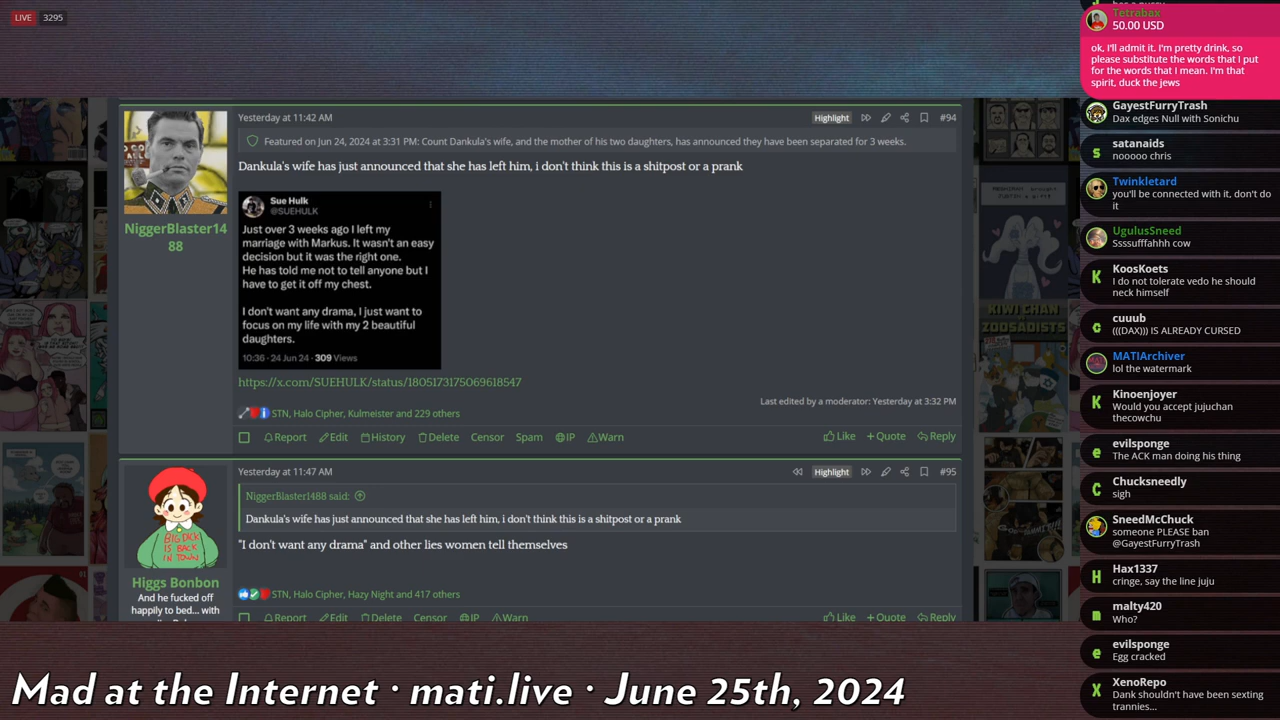 LIVE 3295
Yesterday at 11:42 AM
Highlight
#94
Featured on Jun 24, 2024 at 3:31 PM: Count Dankula's wife, and the mother of his two daughters, has announced they have been separated for 3 weeks.
Dankula's wife has just announced that she has left him, i don't think this is a shitpost or a prank
NiggerBlaster14
88
Sue Hulk
@SUEHULK
Just over 3 weeks ago I left my
marriage with Markus. It wasn't an easy
decision but it was the right one.
He has told me not to tell anyone but I
have to get it off my chest.
I don't want any drama, I just want to
focus on my life with my 2 beautiful
daughters.
10:36 · 24 Jun 24 · 309 Views
https://x.com/SUEHULK/status/1805173175069618547
Last edited by a moderator: Yesterday at 3:32 PM
STN, Halo Cipher, Kulmeister and 229 others
Report Edit History Delete Censor Spam IP Warn
Like + Quote Reply
Yesterday at 11:47 AM
Highlight
#95
NiggerBlaster1488 said:
Dankula's wife has just announced that she has left him, i don't think this is a shitpost or a prank
"I don't want any drama" and other lies women tell themselves
BIG DICK
IS BACK
IN TOWN
Higgs Bonbon
And he fucked off
happily to bed... with
STN, Halo Cipher, Hazy Night and 417 others
Report Edit Delete Censor IP Warn
Like + Quote Reply
KIWI CHAN
ZOOSADISTS
Mad at the Internet · mati.live · June 25th, 2024
Tetrabax
50.00 USD
ok, I'll admit it. I'm pretty drink, so
please substitute the words that I put
for the words that I mean. I'm that
spirit, duck the jews
GayestFurryTrash
Dax edges Null with Sonichu
satanaids
nooooo chris
Twinkletard
you'll be connected with it, don't do
it
UgulusSneed
Sssssuffahhh cow
KoosKoets
I do not tolerate vedo he should
neck himself
cuuub
(((DAX))) IS ALREADY CURSED
MATIArchiver
lol the watermark
Kinoenjoyer
Would you accept jujuchan
thecowchu
evilsponge
The ACK man doing his thing
Chucksneedly
sigh
SneedMcChuck
someone PLEASE ban
@GayestFurryTrash
Hax1337
cringe, say the line juju
malty420
Who?
evilsponge
Egg cracked
XenoRepo
Dank shouldn't have been sexting
trannies...